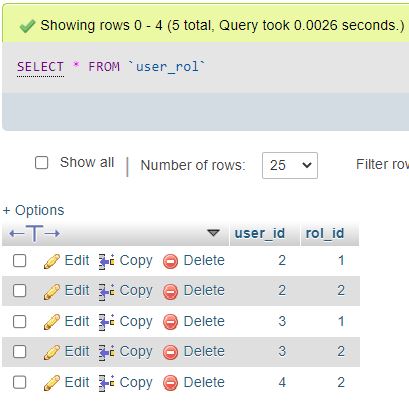 Showing rows 0 - 4 (5 total, Query took 0.0026 seconds.)
SELECT * FROM `user_rol`
Show all | Number of rows: 25 Filter
+ Options
←T→ user_id rol_id
Edit Copy Delete 2 1
Edit Copy Delete 2 2
Edit Copy Delete 3 1
Edit Copy Delete 3 2
Edit Copy Delete 4 2